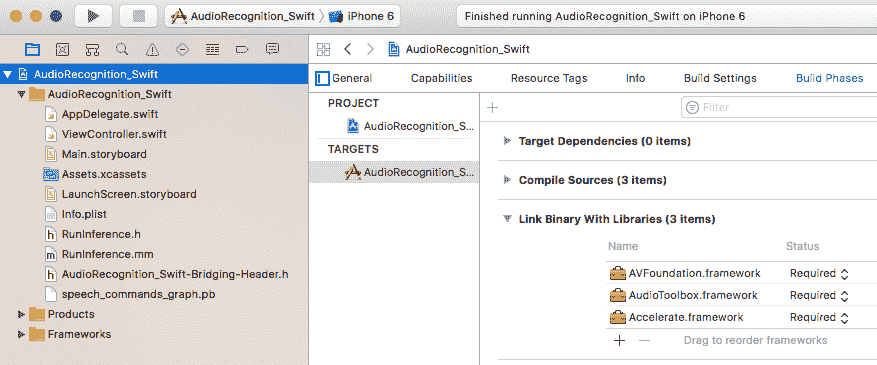 AudioRecognition_Swift iPhone 6 Finished running AudioRecognition_Swift on iPhone 6
AudioRecognition_Swift
AudioRecognition_Swift
AudioRecognition_Swift
AppDelegate.swift
ViewController.swift
Main.storyboard
Assets.xcassets
LaunchScreen.storyboard
Info.plist
RunInference.h
RunInference.mm
AudioRecognition_Swift-Bridging-Header.h
speech_commands_graph.pb
Products
Frameworks
General Capabilities Resource Tags Info Build Settings Build Phases
PROJECT
AudioRecognition_S...
TARGETS
AudioRecognition_S...
Filter
Target Dependencies (0 items)
Compile Sources (3 items)
Link Binary With Libraries (3 items)
Name Status
AVFoundation.framework Required
AudioToolbox.framework Required
Accelerate.framework Required
Drag to reorder frameworks